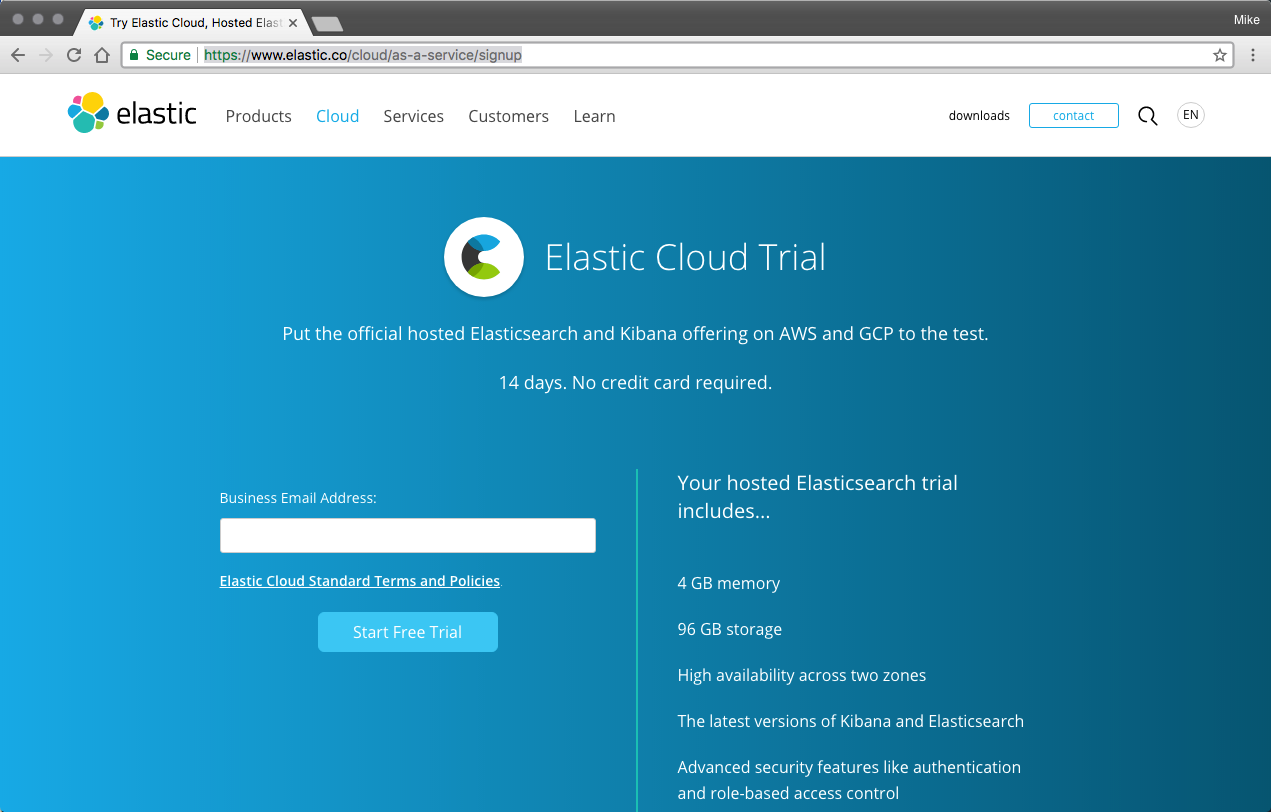 Try Elastic Cloud, Hosted Elast
Mike
Secure https://www.elastic.co/cloud/as-a-service/signup
elastic Products Cloud Services Customers Learn downloads contact EN
Elastic Cloud Trial
Put the official hosted Elasticsearch and Kibana offering on AWS and GCP to the test.
14 days. No credit card required.
Business Email Address:
Elastic Cloud Standard Terms and Policies.
Start Free Trial
Your hosted Elasticsearch trial
includes...
4 GB memory
96 GB storage
High availability across two zones
The latest versions of Kibana and Elasticsearch
Advanced security features like authentication
and role-based access control